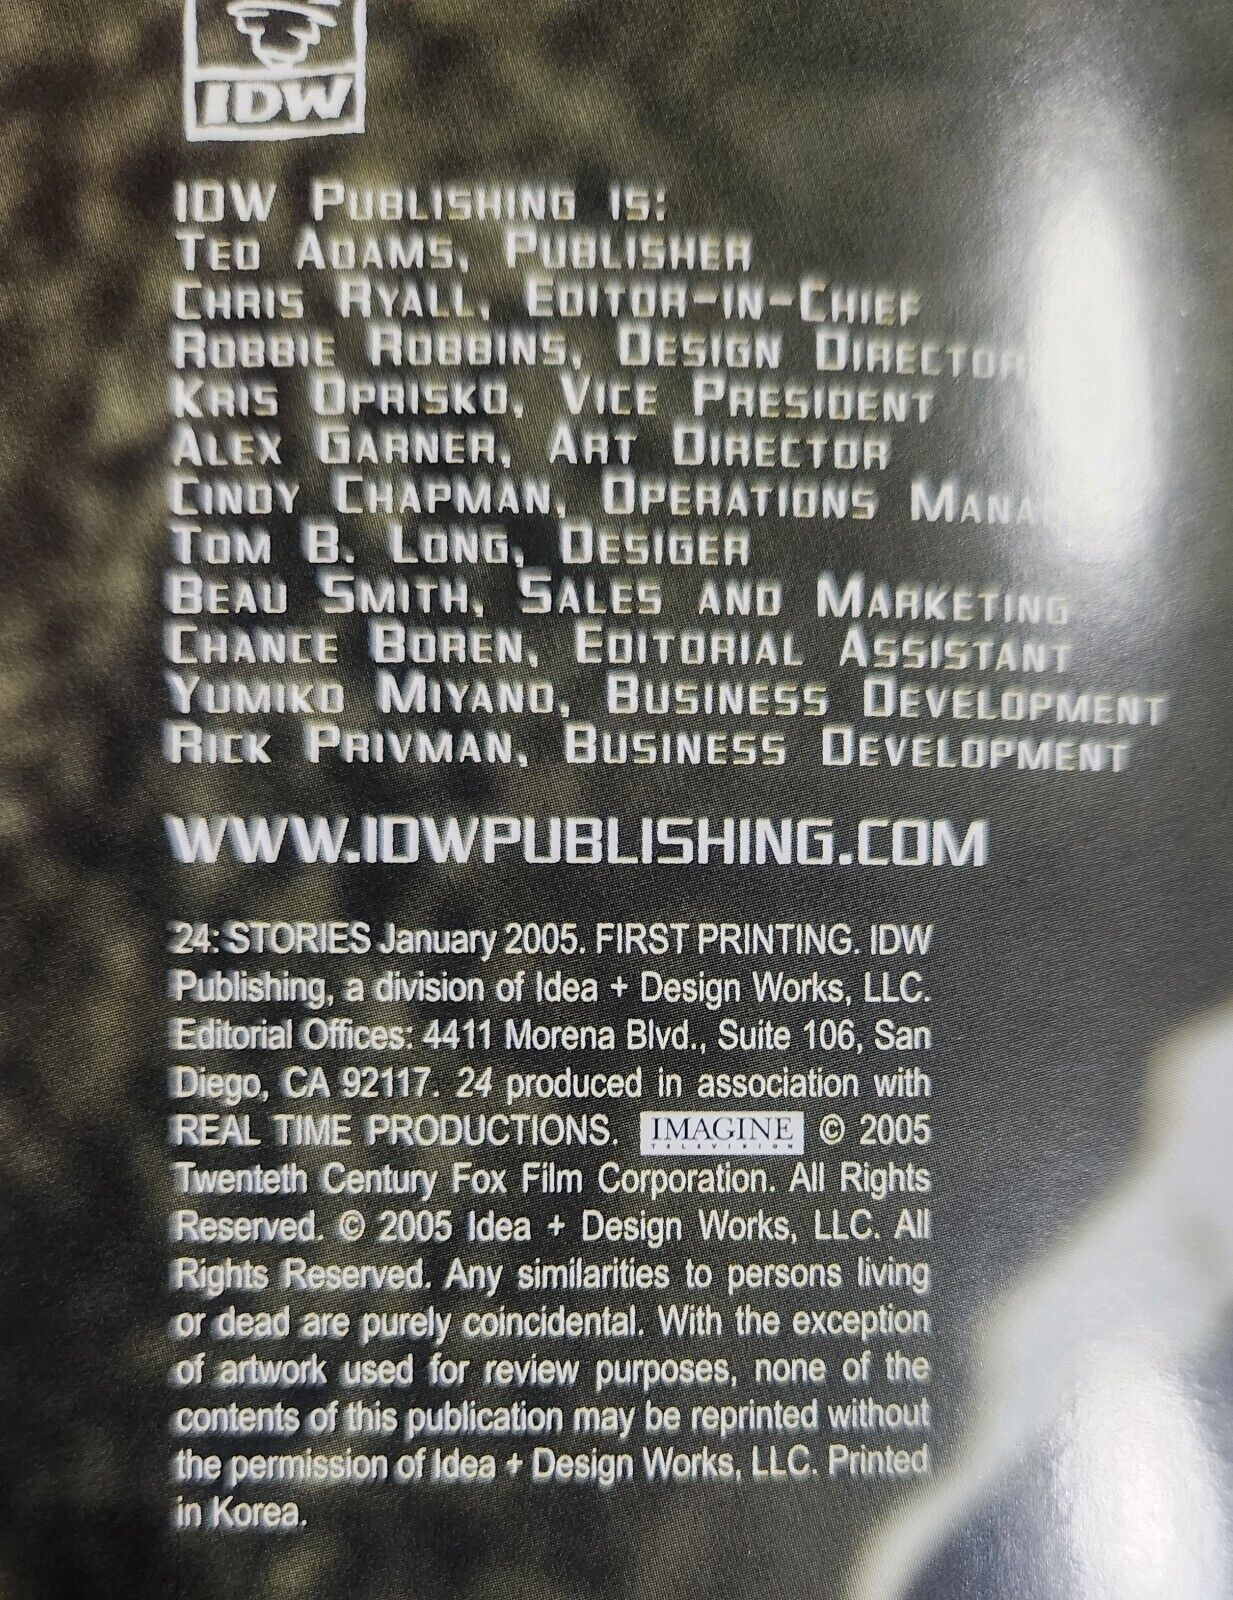 IDW
IDW Publishing is:
Ted Adams, Publisher
Chris Ryall, Editor-in-Chief
Robbie Robbins, Design Director
Kris Oprisko, Vice President
Alex Garner, Art Director
Cindy Chapman, Operations
Tom B. Long, Desiger
Beau Smith, Sales and Marketing
Chance Boren, Editorial Assistant
Yumiko Miyano, Business Development
Rick Privman, Business Development
www.idwpublishing.com
24: STORIES January 2005. FIRST PRINTING. IDW
Publishing, a division of Idea + Design Works, LLC.
Editorial Offices: 4411 Morena Blvd., Suite 106, San
Diego, CA 92117. 24 produced in association with
REAL TIME PRODUCTIONS. IMAGINE TELEVISION © 2005
Twenteth Century Fox Film Corporation. All Rights
Reserved. © 2005 Idea + Design Works, LLC. All
Rights Reserved. Any similarities to persons living
or dead are purely coincidental. With the exception
of artwork used for review purposes, none of the
contents of this publication may be reprinted without
the permission of Idea + Design Works, LLC. Printed
in Korea.